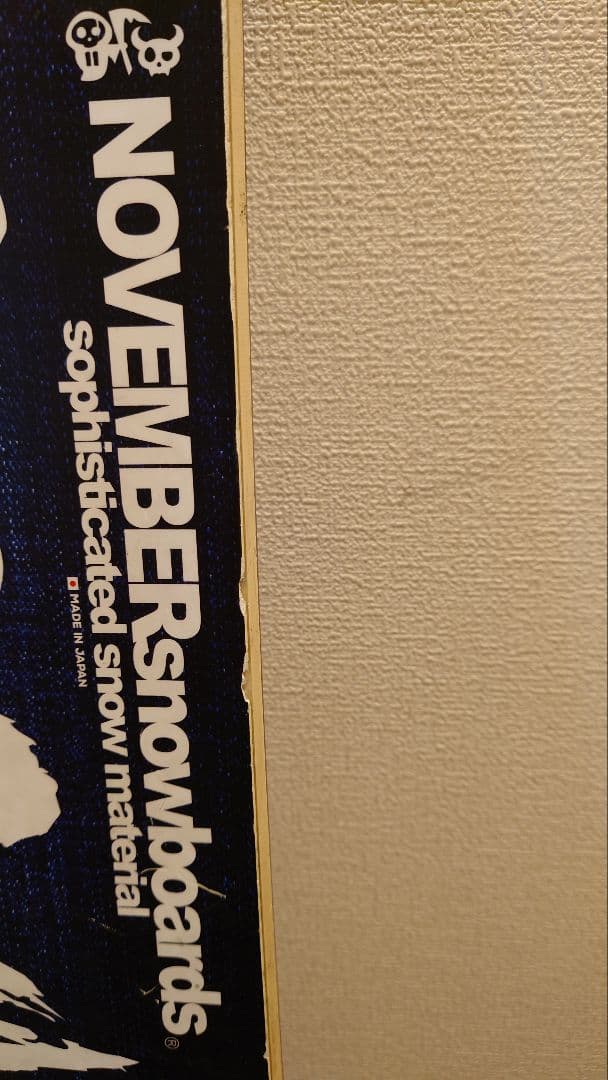 NOVEMBERsnowboards®
sophisticated snow material
MADE IN JAPAN